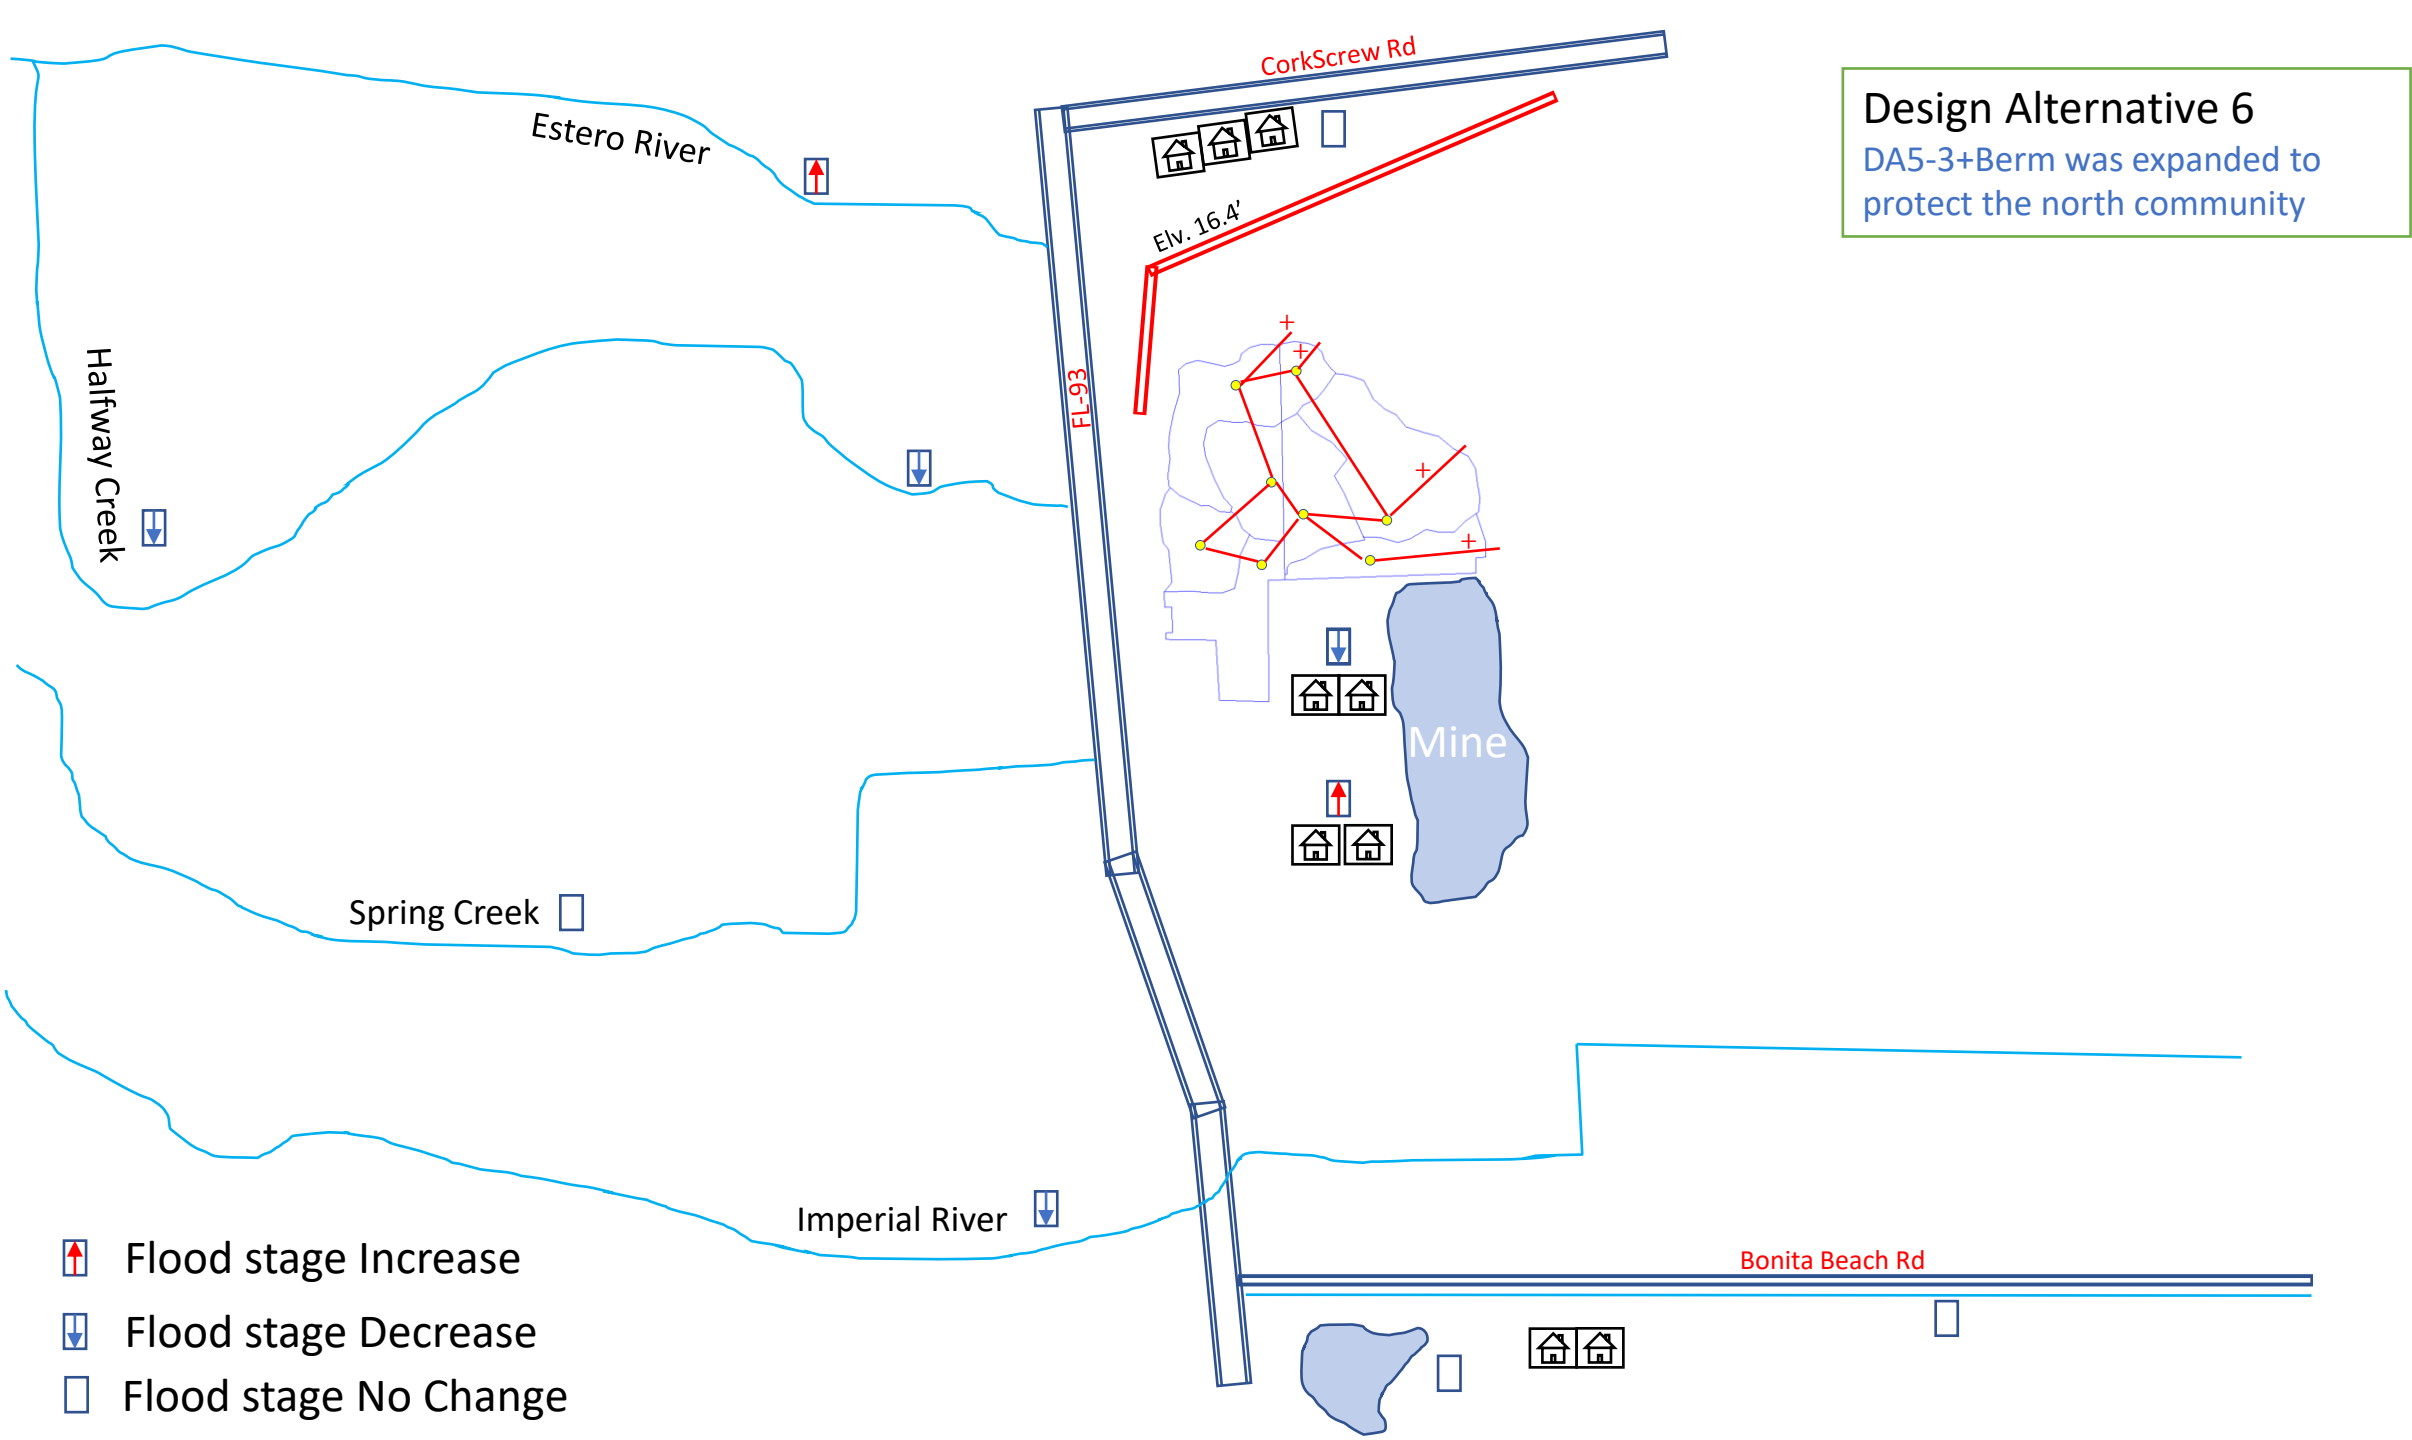 CorkScrew Rd
Design Alternative 6
DA5-3+Berm was expanded to
protect the north community
Estero River
Elv. 16.4’
+
+
FL-93
Halfway Creek
+
+
Mine
Spring Creek
Imperial River
Bonita Beach Rd
Flood stage Increase
Flood stage Decrease
Flood stage No Change